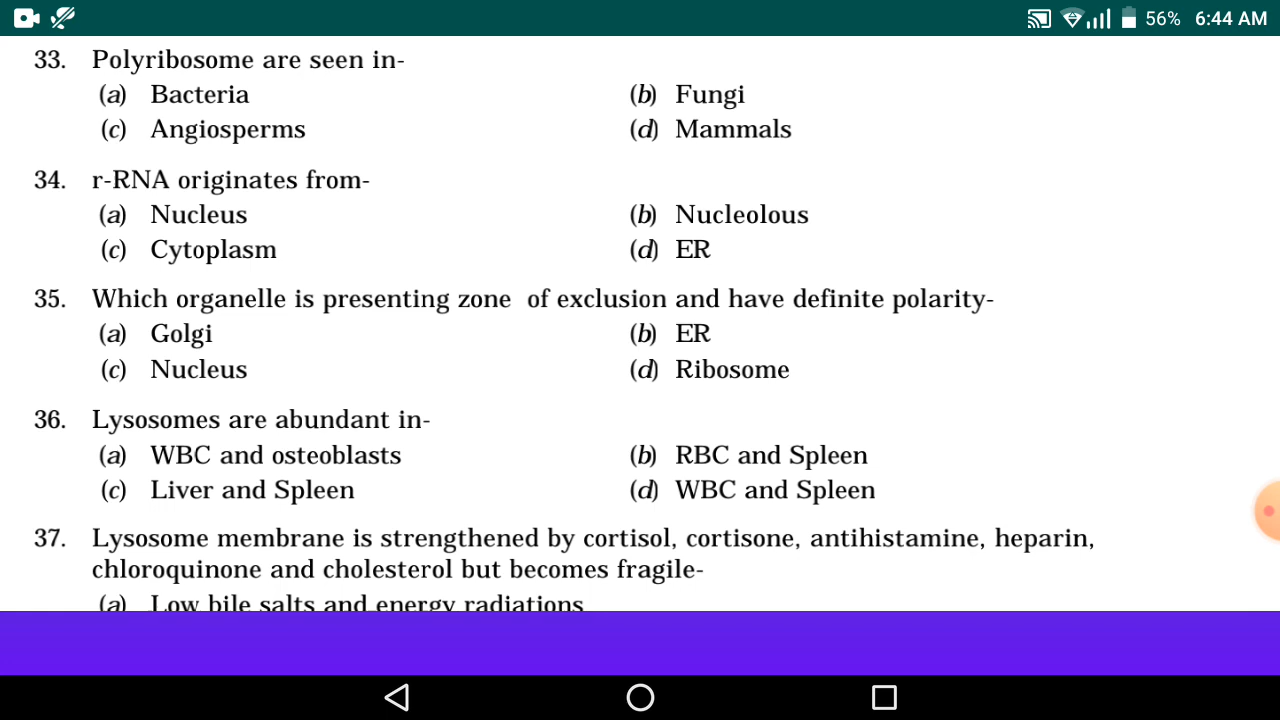 56% 6:44 AM
33. Polyribosome are seen in-
(a) Bacteria (b) Fungi
(c) Angiosperms (d) Mammals
34. r-RNA originates from-
(a) Nucleus (b) Nucleolous
(c) Cytoplasm (d) ER
35. Which organelle is presenting zone of exclusion and have definite polarity-
(a) Golgi (b) ER
(c) Nucleus (d) Ribosome
36. Lysosomes are abundant in-
(a) WBC and osteoblasts (b) RBC and Spleen
(c) Liver and Spleen (d) WBC and Spleen
37. Lysosome membrane is strengthened by cortisol, cortisone, antihistamine, heparin,
chloroquinone and cholesterol but becomes fragile-
(a) Low bile salts and energy radiations